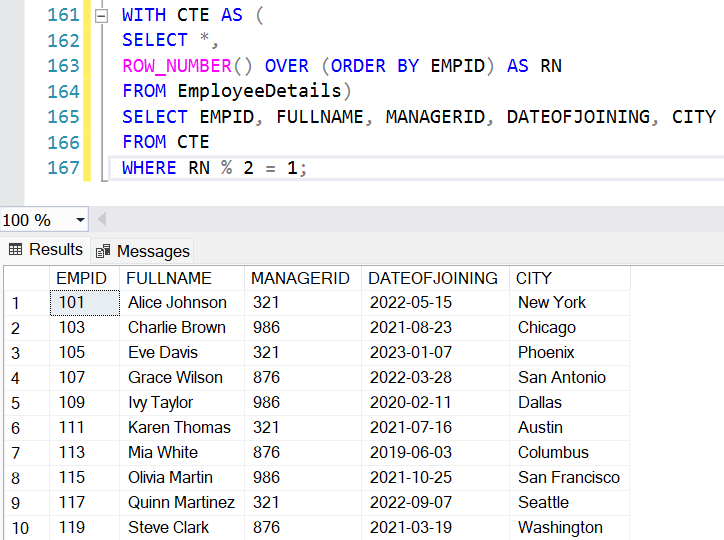 161 WITH CTE AS (
162 SELECT *,
163 ROW_NUMBER() OVER (ORDER BY EMPID) AS RN
164 FROM EmployeeDetails)
165 SELECT EMPID, FULLNAME, MANAGERID, DATEOFJOINING, CITY
166 FROM CTE
167 WHERE RN % 2 = 1;
100 %
Results Messages
EMPID FULLNAME MANAGERID DATEOFJOINING CITY
1 101 Alice Johnson 321 2022-05-15 New York
2 103 Charlie Brown 986 2021-08-23 Chicago
3 105 Eve Davis 321 2023-01-07 Phoenix
4 107 Grace Wilson 876 2022-03-28 San Antonio
5 109 Ivy Taylor 986 2020-02-11 Dallas
6 111 Karen Thomas 321 2021-07-16 Austin
7 113 Mia White 876 2019-06-03 Columbus
8 115 Olivia Martin 986 2021-10-25 San Francisco
9 117 Quinn Martinez 321 2022-09-07 Seattle
10 119 Steve Clark 876 2021-03-19 Washington